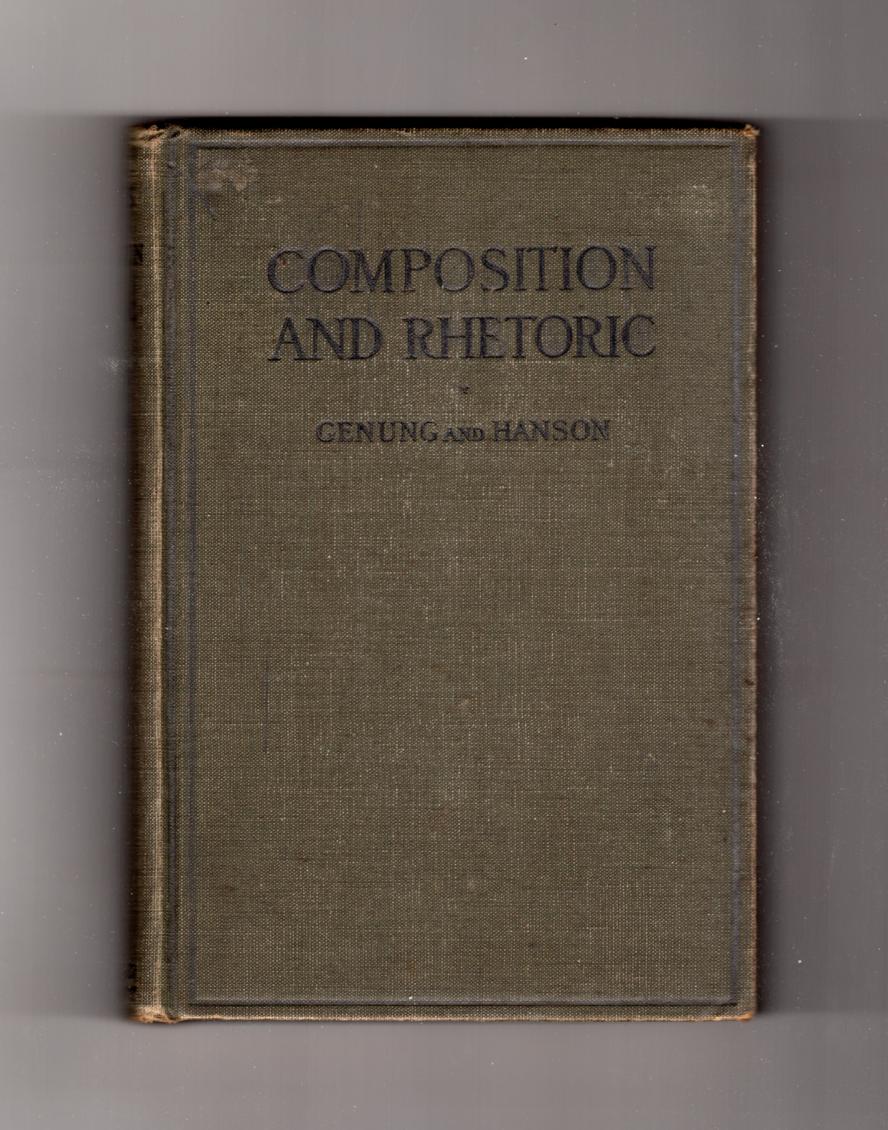 COMPOSITION
AND RHETORIC
GENUNG AND HANSON